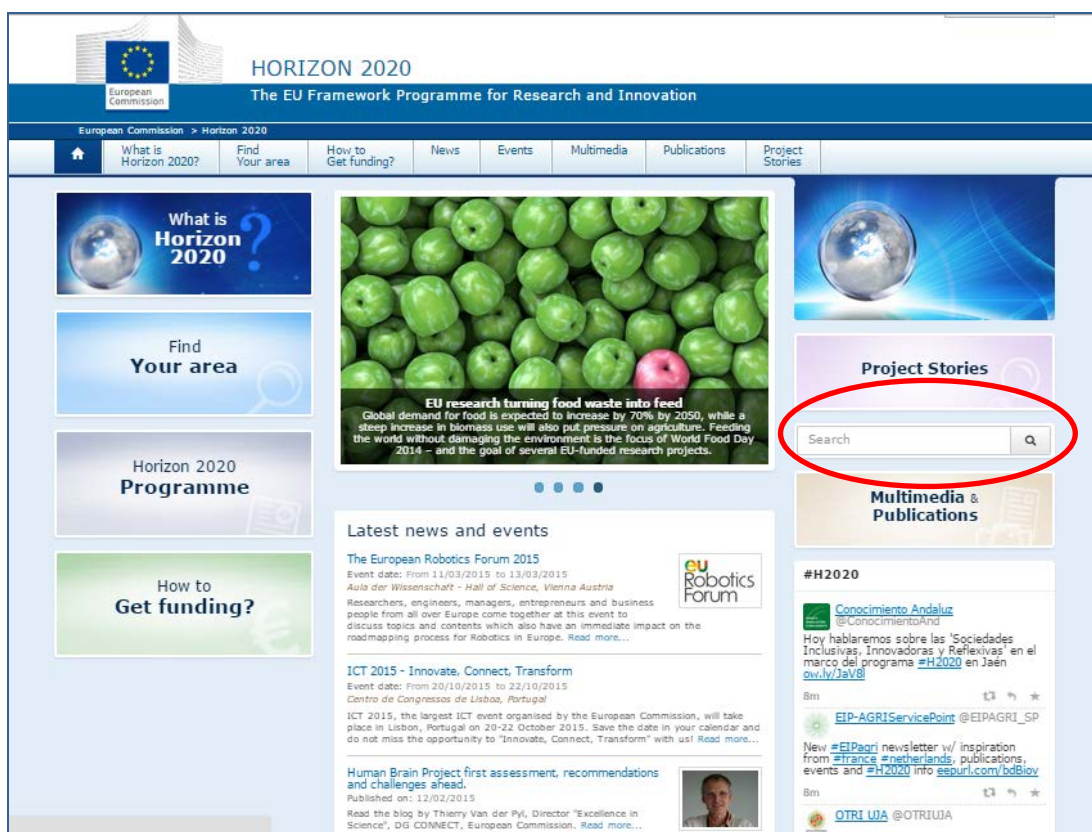 European
Commission
HORIZON 2020
The EU Framework Programme for Research and Innovation
European Commission > Horizon 2020
What is
Horizon 2020?
Find
Your area
How to
Get funding?
News
Events
Multimedia
Publications
Project
Stories
What is
Horizon
2020
?
Find
Your area
Horizon 2020
Programme
How to
Get funding?
EU research turning food waste into feed
Global demand for food is expected to increase by 70% by 2050, while a
steep increase in biomass use will also put pressure on agriculture. Feeding
the world without damaging the environment is the focus of World Food Day
2014 – and the goal of several EU-funded research projects.
Latest news and events
The European Robotics Forum 2015
Event date: From 11/03/2015 to 13/03/2015
Aula der Wissenschaft - Hall of Science, Vienna Austria
Researchers, engineers, managers, entrepreneurs and business
people from all over Europe come together at this event to
discuss topics and contents which also have an immediate impact on the
roadmapping process for Robotics in Europe. Read more...
eu
Robotics
Forum
ICT 2015 - Innovate, Connect, Transform
Event date: From 20/10/2015 to 22/10/2015
Centro de Congressos de Lisboa, Portugal
ICT 2015, the largest ICT event organised by the European Commission, will take
place in Lisbon, Portugal on 20-22 October 2015. Save the date in your calendar and
do not miss the opportunity to "Innovate, Connect, Transform" with us! Read more...
Human Brain Project first assessment, recommendations
and challenges ahead.
Published on: 12/02/2015
Read the blog by Thierry Van der Pyl, Director "Excellence in
Science", DG CONNECT, European Commission. Read more...
Project Stories
Search
Multimedia &
Publications
#H2020
Conocimiento Andaluz
@ConocimientoAnd
Hoy hablaremos sobre las 'Sociedades
Inclusivas, Innovadoras y Reflexivas' en el
marco del programa #H2020 en Jaén
ow.ly/JaV8l
8m
EIP-AGRIServicePoint @EIPAGRI_SP
New #EIPagri newsletter w/ inspiration
from #france #netherlands, publications,
events and #H2020 info eepurl.com/bdBiov
8m
OTRI UJA @OTRIUJA